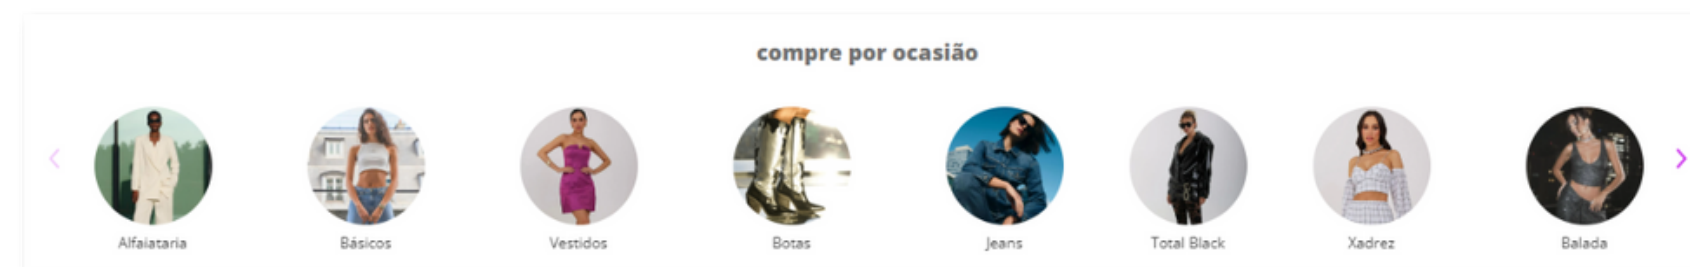 compre por ocasião
Alfaiataria Básicos Vestidos Botas Jeans Total Black Xadrez Balada